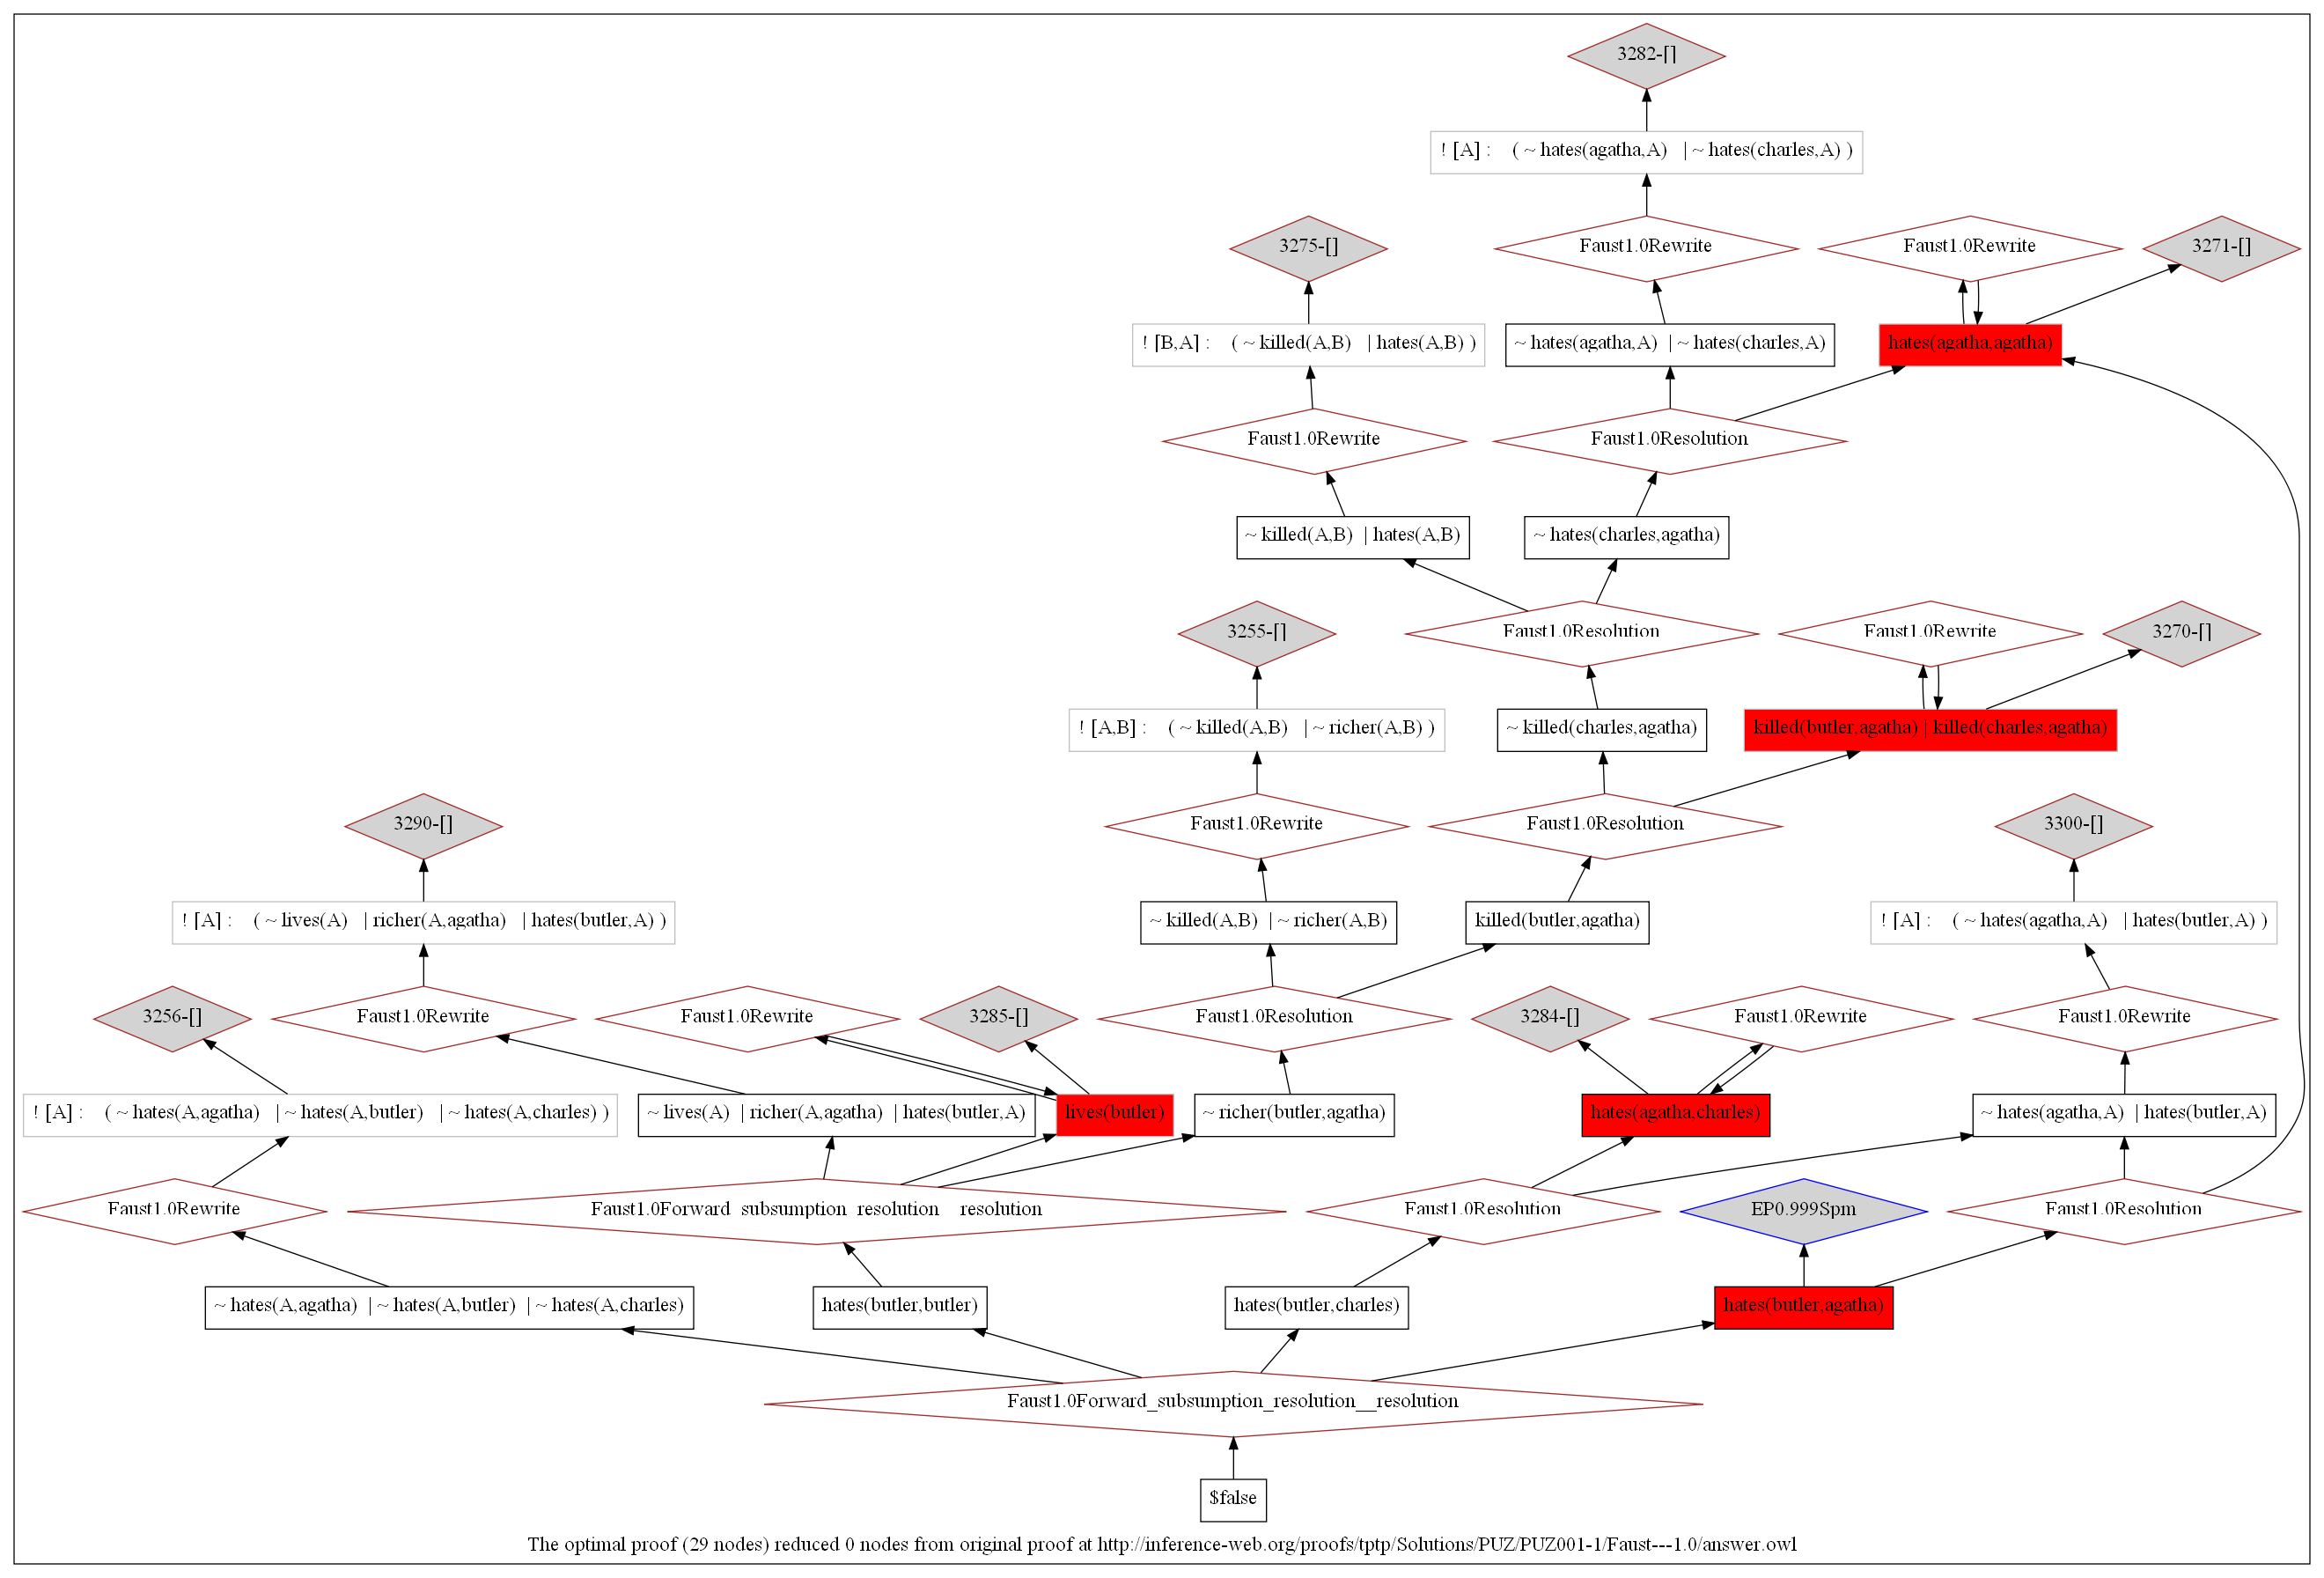 3282-[]
! [A] : ( ~ hates(agatha,A) | ~ hates(charles,A) )
3275-[]
Faust1.0Rewrite
Faust1.0Rewrite
3271-[]
! [B,A] : ( ~ killed(A,B) | hates(A,B) )
~ hates(agatha,A) | ~ hates(charles,A)
hates(agatha,agatha)
Faust1.0Rewrite
Faust1.0Resolution
~ killed(A,B) | hates(A,B)
~ hates(charles,agatha)
3255-[]
Faust1.0Resolution
Faust1.0Rewrite
3270-[]
! [A,B] : ( ~ killed(A,B) | ~ richer(A,B) )
~ killed(charles,agatha)
killed(butler,agatha) | killed(charles,agatha)
3290-[]
Faust1.0Rewrite
Faust1.0Resolution
3300-[]
! [A] : ( ~ lives(A) | richer(A,agatha) | hates(butler,A) )
~ killed(A,B) | ~ richer(A,B)
killed(butler,agatha)
! [A] : ( ~ hates(agatha,A) | hates(butler,A) )
3256-[]
Faust1.0Rewrite
Faust1.0Rewrite
3285-[]
Faust1.0Resolution
3284-[]
Faust1.0Rewrite
Faust1.0Rewrite
! [A] : ( ~ hates(A,agatha) | ~ hates(A,butler) | ~ hates(A,charles) )
~ lives(A) | richer(A,agatha) | hates(butler,A)
lives(butler)
~ richer(butler,agatha)
hates(agatha,charles)
~ hates(agatha,A) | hates(butler,A)
Faust1.0Rewrite
Faust1.0Forward_subsumption_resolution__resolution
Faust1.0Resolution
EP0.999Spm
Faust1.0Resolution
~ hates(A,agatha) | ~ hates(A,butler) | ~ hates(A,charles)
hates(butler,butler)
hates(butler,charles)
hates(butler,agatha)
Faust1.0Forward_subsumption_resolution__resolution
$false
The optimal proof (29 nodes) reduced 0 nodes from original proof at http://inference-web.org/proofs/tptp/Solutions/PUZ/PUZ001-1/Faust---1.0/answer.owl